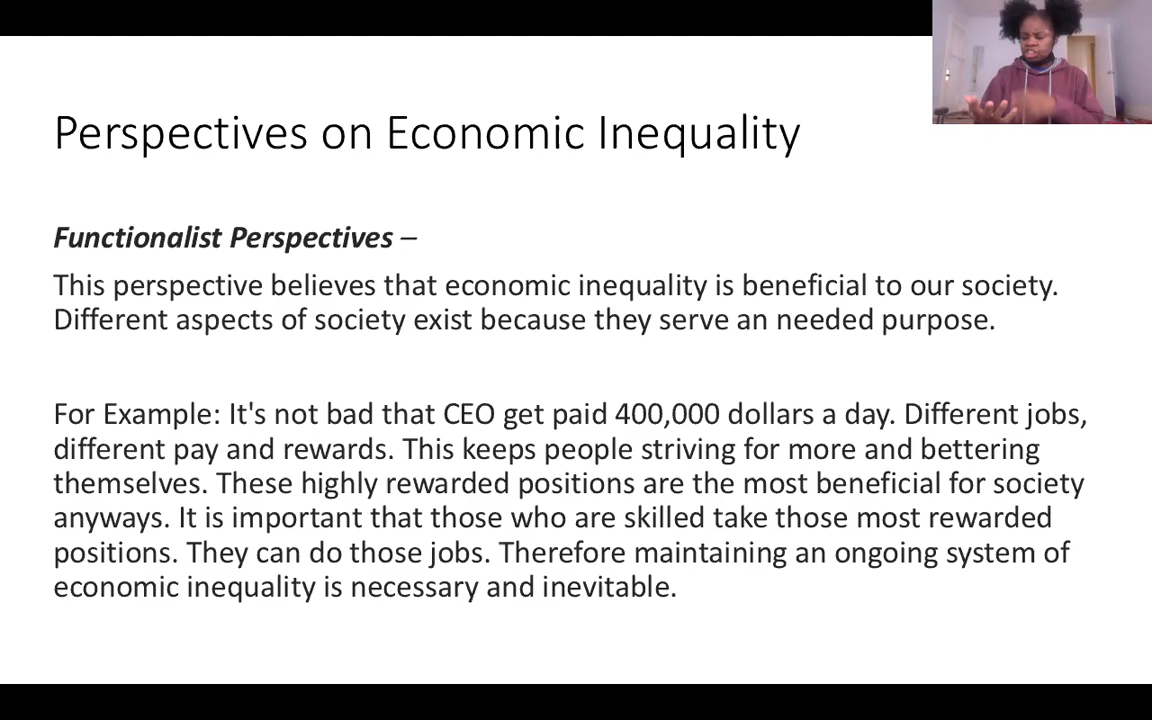 Perspectives on Economic Inequality
Functionalist Perspectives –
This perspective believes that economic inequality is beneficial to our society.
Different aspects of society exist because they serve an needed purpose.
For Example: It's not bad that CEO get paid 400,000 dollars a day. Different jobs,
different pay and rewards. This keeps people striving for more and bettering
themselves. These highly rewarded positions are the most beneficial for society
anyways. It is important that those who are skilled take those most rewarded
positions. They can do those jobs. Therefore maintaining an ongoing system of
economic inequality is necessary and inevitable.